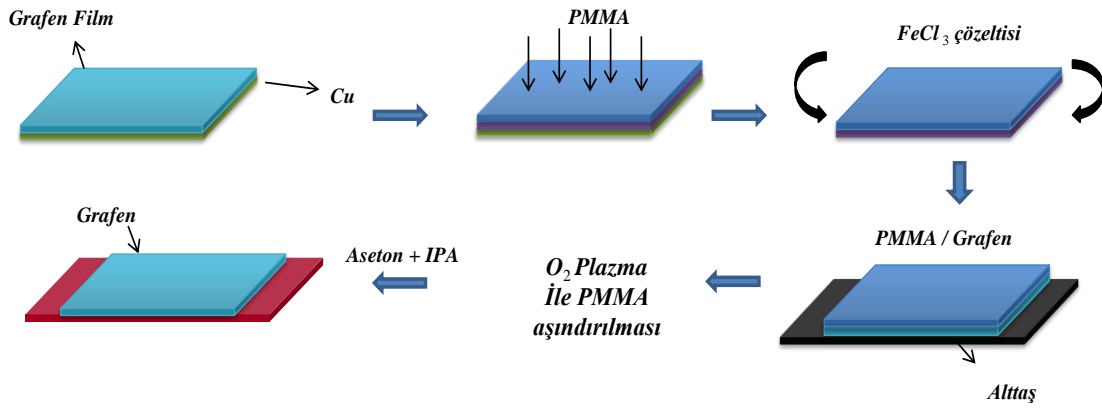 Grafen Film
Cu
PMMA
FeCl₃ çözeltisi
PMMA / Grafen
Alttaş
O₂ Plazma
İle PMMA
aşındırılması
Aseton + IPA
Grafen